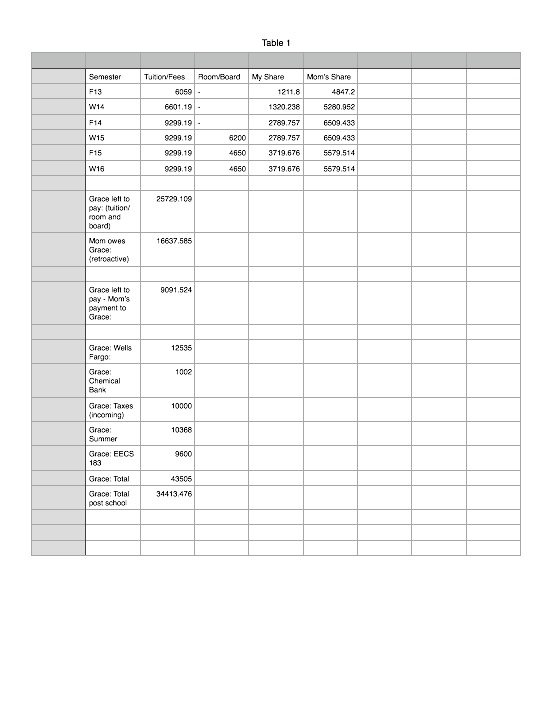 Table 1
Semester Tuition/Fees Room/Board My Share Mom's Share
F13 6059 - 1211.8 4847.2
W14 6601.19 - 1320.238 5280.952
F14 9299.19 - 2789.757 6509.433
W15 9299.19 6200 2789.757 6509.433
F15 9299.19 4650 3719.676 5579.514
W16 9299.19 4650 3719.676 5579.514
Grace left to 25729.109
pay: (tuition/
room and
board)
Mom owes 16637.585
Grace:
(retroactive)
Grace left to 9091.524
pay - Mom's
payment to
Grace:
Grace: Wells 12535
Fargo:
Grace: 1002
Chemical
Bank
Grace: Taxes 10000
(incoming)
Grace: 10368
Summer
Grace: EECS 9600
183
Grace: Total 43505
Grace: Total 34413.476
post school